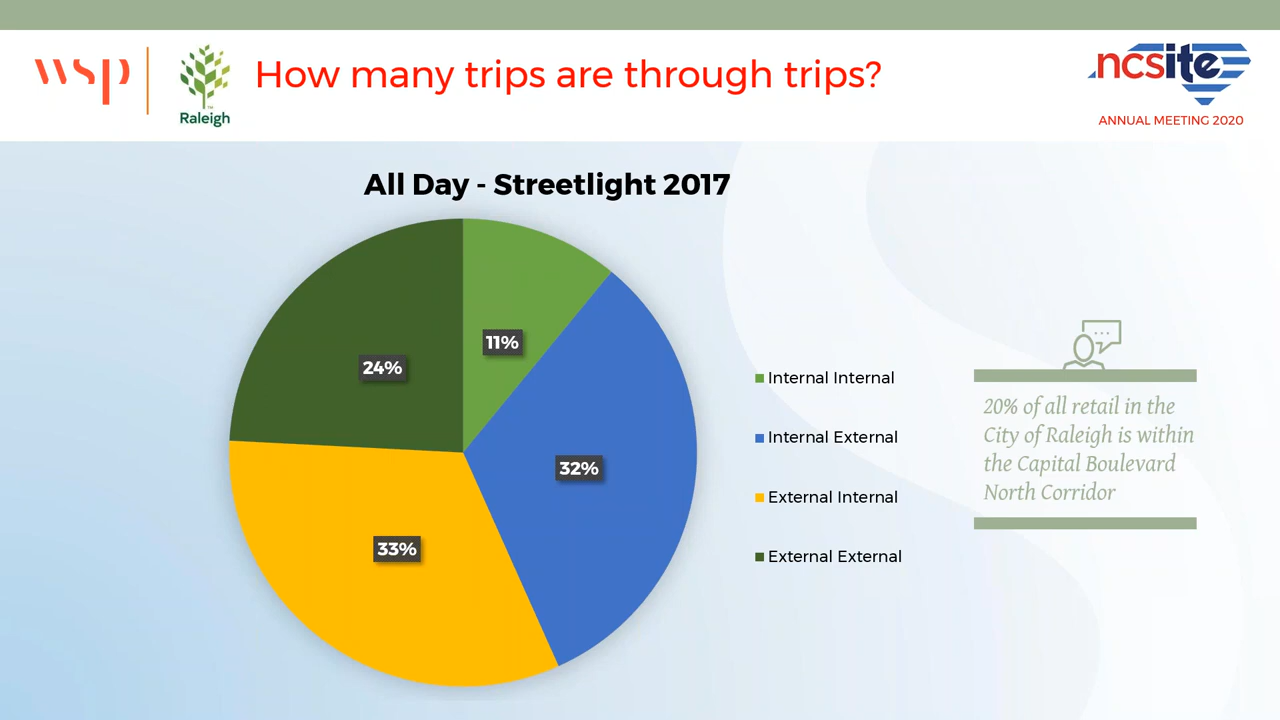 wsp
Raleigh
How many trips are through trips?
ncsite
ANNUAL MEETING 2020
All Day - Streetlight 2017
11%
24%
32%
33%
Internal Internal
Internal External
External Internal
External External
20% of all retail in the
City of Raleigh is within
the Capital Boulevard
North Corridor